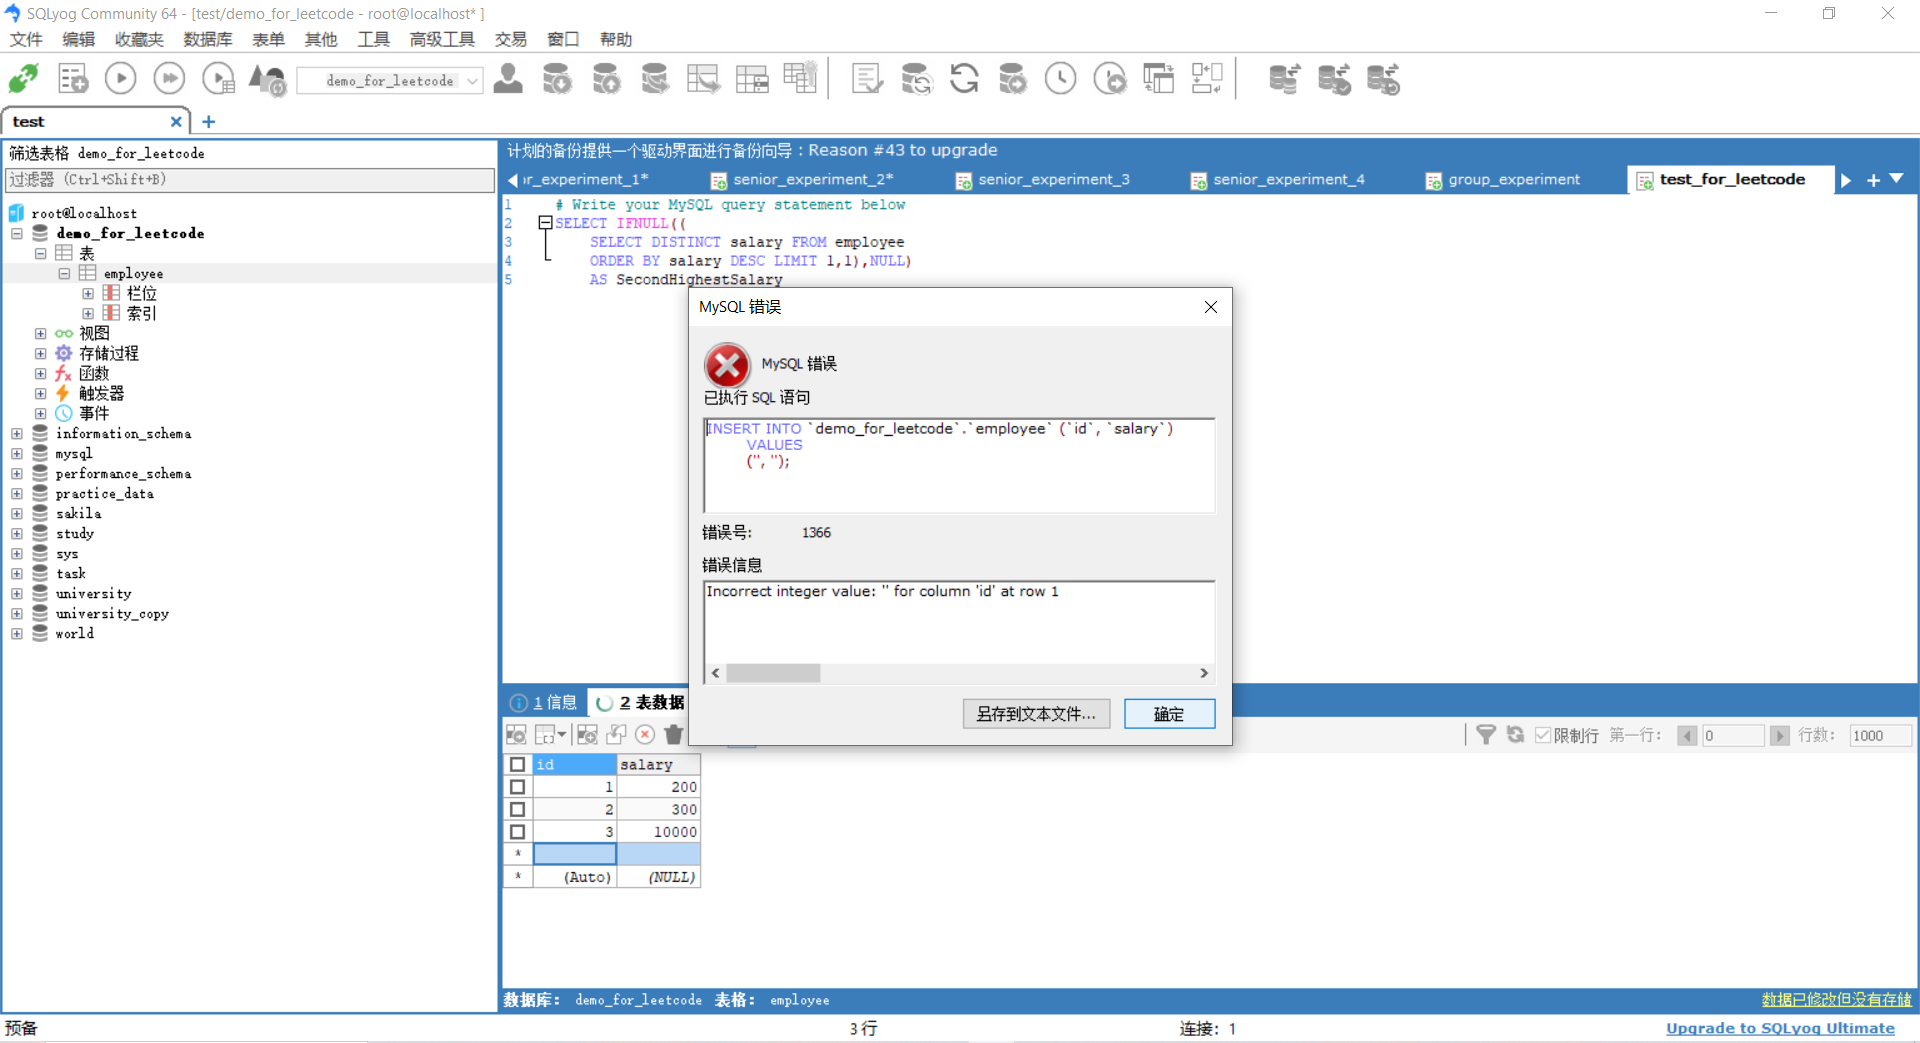 SQLyog Community 64 - [test/demo_for_leetcode - root@localhost* ]
文件 编辑 收藏夹 数据库 表单 其他 工具 高级工具 交易 窗口 帮助
demo_for_leetcode
test
筛选表格 demo_for_leetcode
过滤器 (Ctrl+Shift+B)
root@localhost
demo_for_leetcode
表
employee
栏位
索引
视图
存储过程
函数
触发器
事件
information_schema
mysql
performance_schema
practice_data
sakila
study
sys
task
university
university_copy
world
计划的备份提供一个驱动界面进行备份向导 : Reason #43 to upgrade
r_experiment_1* senior_experiment_2* senior_experiment_3 senior_experiment_4 group_experiment test_for_leetcode
1 # Write your MySQL query statement below
2 SELECT IFNULL((
3 SELECT DISTINCT salary FROM employee
4 ORDER BY salary DESC LIMIT 1,1),NULL)
5 AS SecondHighestSalary
MySQL 错误
MySQL 错误
已执行 SQL 语句
INSERT INTO `demo_for_leetcode`.`employee` (`id`, `salary`)
VALUES
('', '');
错误号: 1366
错误信息
Incorrect integer value: '' for column 'id' at row 1
另存到文本文件... 确定
1 信息 2 表数据
限制行 第一行: 0 行数: 1000
id salary
1 200
2 300
3 10000
*
* (Auto) (NULL)
数据库: demo_for_leetcode 表格: employee
数据已修改但没有存储
预备 3 行 连接: 1 Upgrade to SQLyog Ultimate